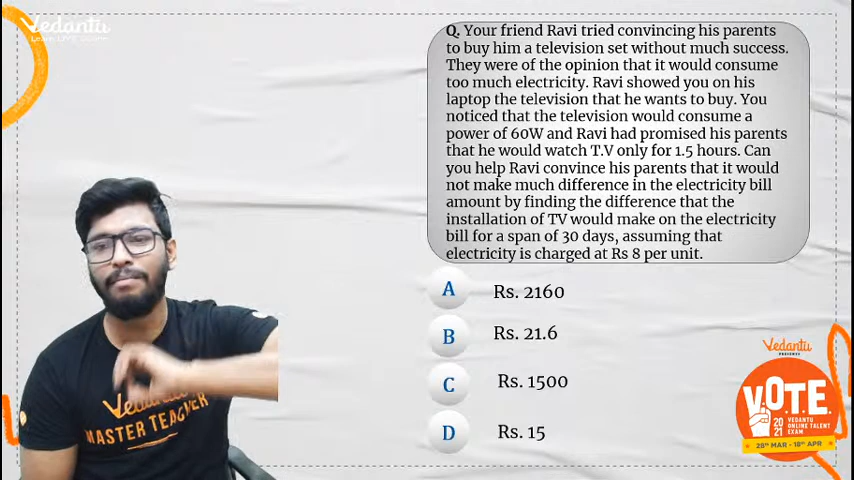 Vedantu
Q. Your friend Ravi tried convincing his parents
to buy him a television set without much success.
They were of the opinion that it would consume
too much electricity. Ravi showed you on his
laptop the television that he wants to buy. You
noticed that the television would consume a
power of 60W and Ravi had promised his parents
that he would watch T.V only for 1.5 hours. Can
you help Ravi convince his parents that it would
not make much difference in the electricity bill
amount by finding the difference that the
installation of TV would make on the electricity
bill for a span of 30 days, assuming that
electricity is charged at Rs 8 per unit.
A Rs. 2160
B Rs. 21.6
C Rs. 1500
D Rs. 15
Vedantu
MASTER TEACHER
Vedantu
PRESENTS
V.O.T.E.
2021
VEDANTU
ONLINE TALENT
EXAM
28th MAR - 18th APR